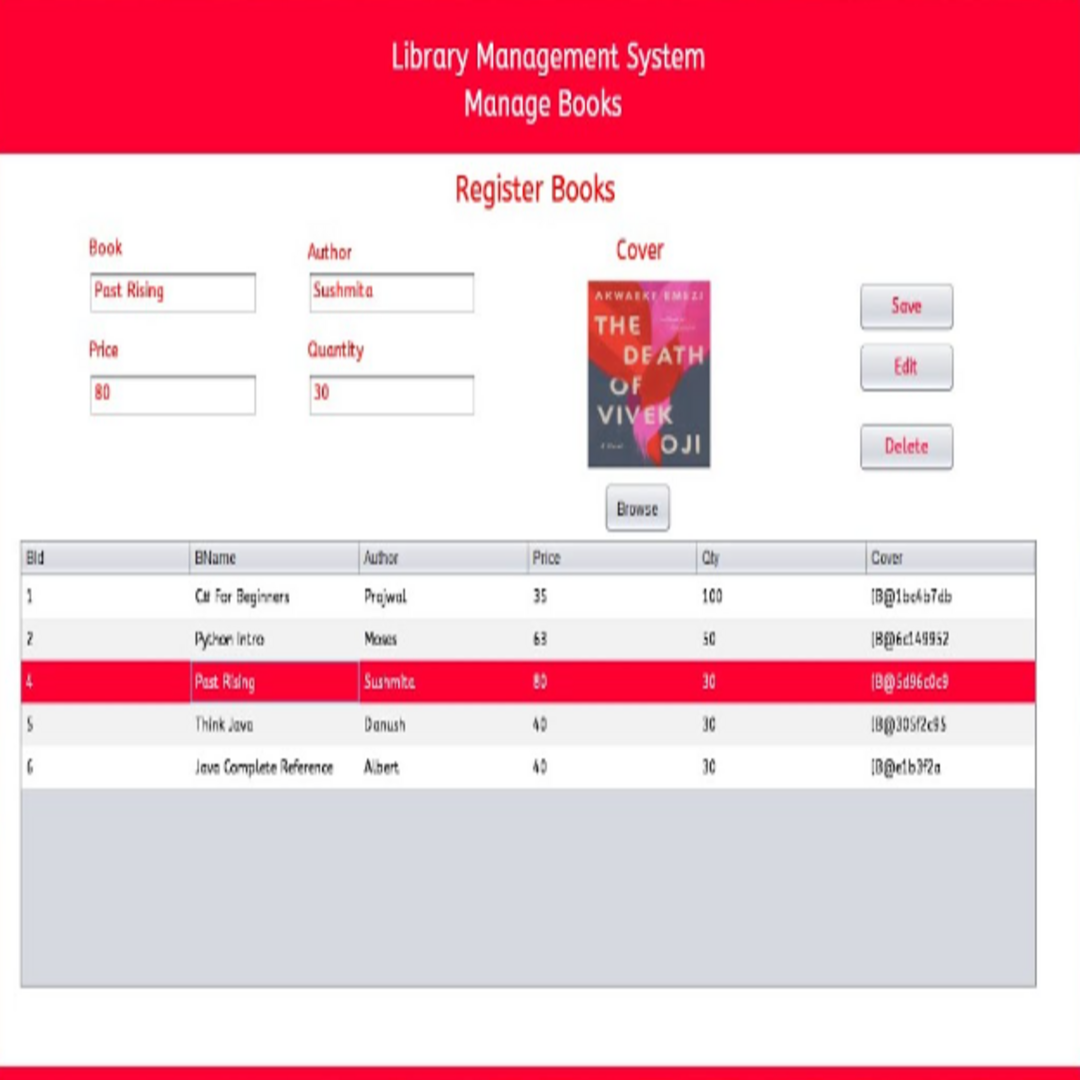 Library Management System
Manage Books
Register Books
Book Author Cover
Past Rising Sushmita
Price Quantity
80 30
AKWAEKE EMEZI
THE
DEATH
OF
VIVEK
OJI
Save
Edit
Delete
Browse
BId BName Author Price Qty Cover
1 C# For Beginners Prajwal 35 100 [B@1bc4b7db
2 Python Intro Moses 63 50 [B@6c149952
4 Past Rising Sushmita 80 30 [B@5d96c0c9
5 Think Java Danush 40 30 [B@305f2c95
6 Java Complete Reference Albert 40 30 [B@e1b3f2a